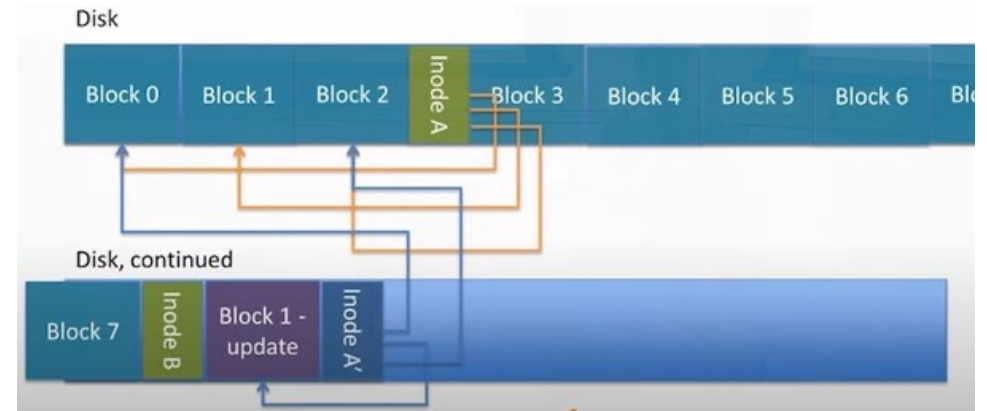 Disk
Block 0
Block 1
Block 2
Inode A
Block 3
Block 4
Block 5
Block 6
Disk, continued
Block 7
Inode B
Block 1 -
update
Inode A'